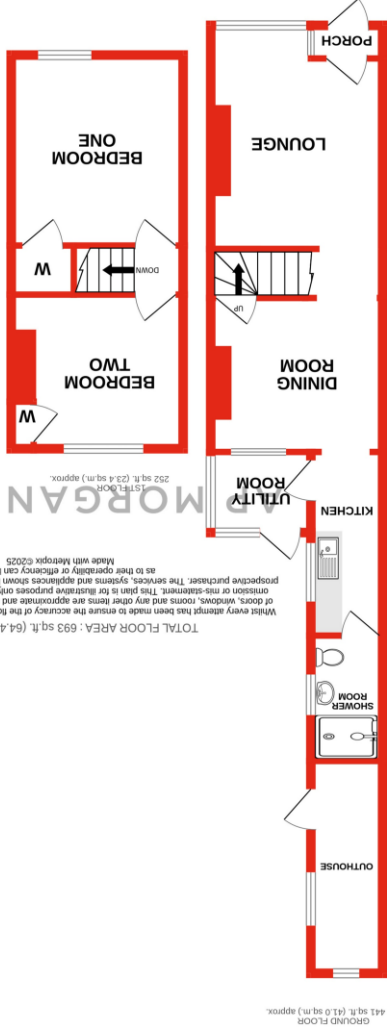 GROUND FLOOR
441 sq.ft. (41.0 sq.m.) approx.
OUTHOUSE
SHOWER
ROOM
KITCHEN
UTILITY
ROOM
DINING
ROOM
UP
LOUNGE
PORCH
1ST FLOOR
252 sq.ft. (23.4 sq.m.) approx.
W
BEDROOM
TWO
DOWN
W
BEDROOM
ONE
AP MORGAN
TOTAL FLOOR AREA : 693 sq.ft. (64.4
Whilst every attempt has been made to ensure the accuracy of the
of doors, windows, rooms and any other items are approximate and
omission or mis-statement. This plan is for illustrative purposes
prospective purchaser. The services, systems and appliances shown
as to their operability or efficiency can
Made with Metropix ©2025